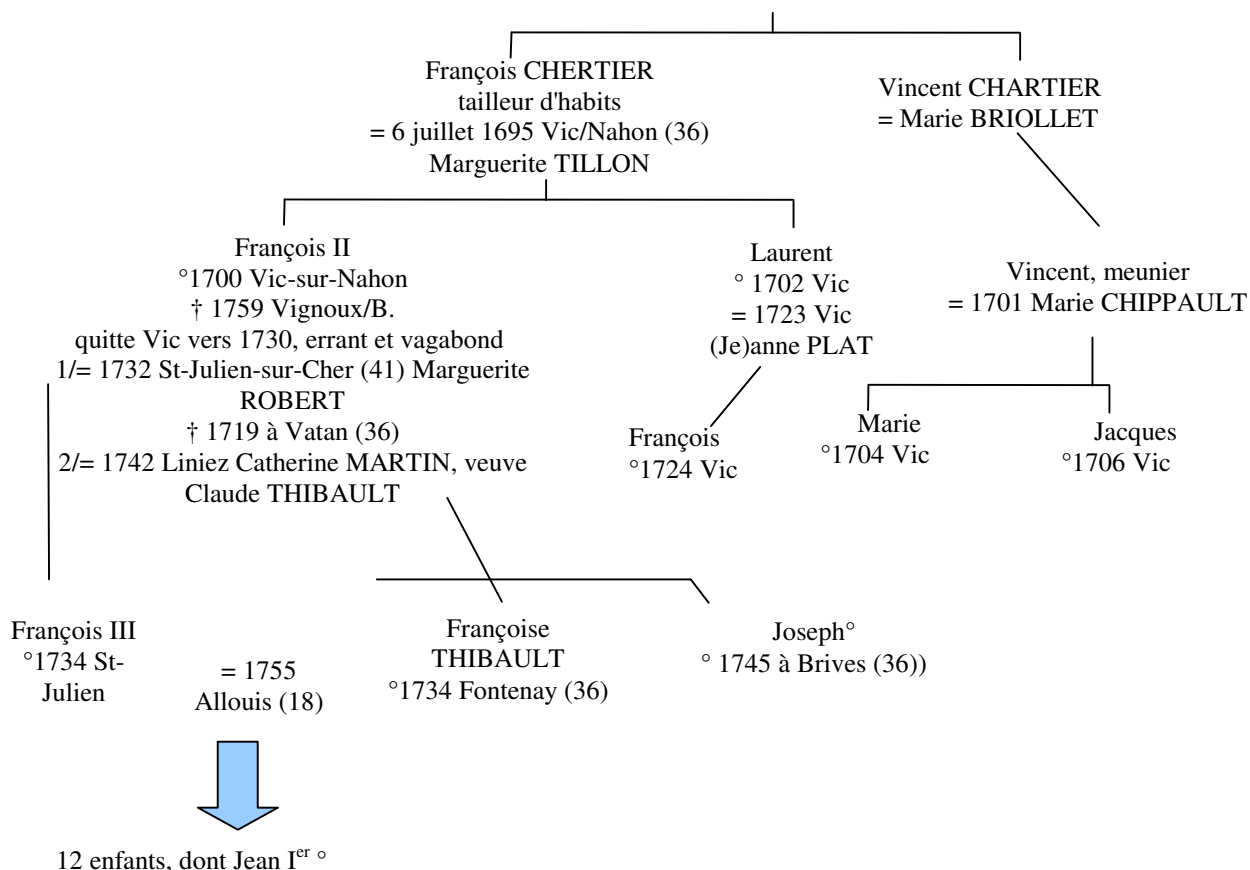 François CHERTIER
tailleur d'habits
= 6 juillet 1695 Vic/Nahon (36)
Marguerite TILLON
Vincent CHARTIER
= Marie BRIOLLET
François II
°1700 Vic-sur-Nahon
† 1759 Vignoux/B.
quitte Vic vers 1730, errant et vagabond
1/= 1732 St-Julien-sur-Cher (41) Marguerite
ROBERT
† 1719 à Vatan (36)
2/= 1742 Liniez Catherine MARTIN, veuve
Claude THIBAULT
Laurent
° 1702 Vic
= 1723 Vic
(Je)anne PLAT
Vincent, meunier
= 1701 Marie CHIPPAULT
François
°1724 Vic
Marie
°1704 Vic
Jacques
°1706 Vic
François III
°1734 St-
Julien
= 1755
Allouis (18)
Françoise
THIBAULT
°1734 Fontenay (36)
Joseph°
° 1745 à Brives (36))
12 enfants, dont Jean Ier °